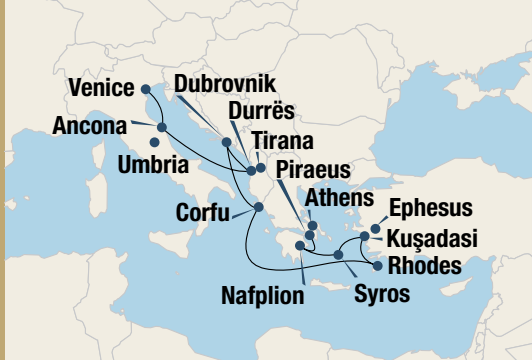 Venice
Dubrovnik
Durrës
Ancona
Tirana
Umbria
Piraeus
Athens
Corfu
Ephesus
Kuşadasi
Rhodes
Nafplion
Syros